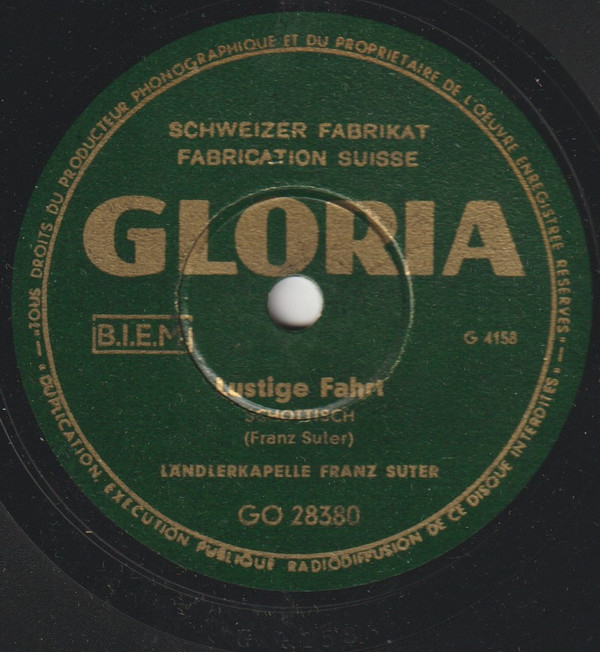 "TOUS DROITS DU PRODUCTEUR PHONOGRAPHIQUE ET DU PROPRIETAIRE DE L'OEUVRE ENREGISTREE RESERVES"
SCHWEIZER FABRIKAT
FABRICATION SUISSE
GLORIA
B.I.E.M.
G 4158
Lustige Fahrt
SCHOTTISCH
(Franz Suter)
LÄNDLERKAPELLE FRANZ SUTER
GO 28380
"DUPLICATION, EXECUTION PUBLIQUE RADIODIFFUSION DE CE DISQUE INTERDITES"